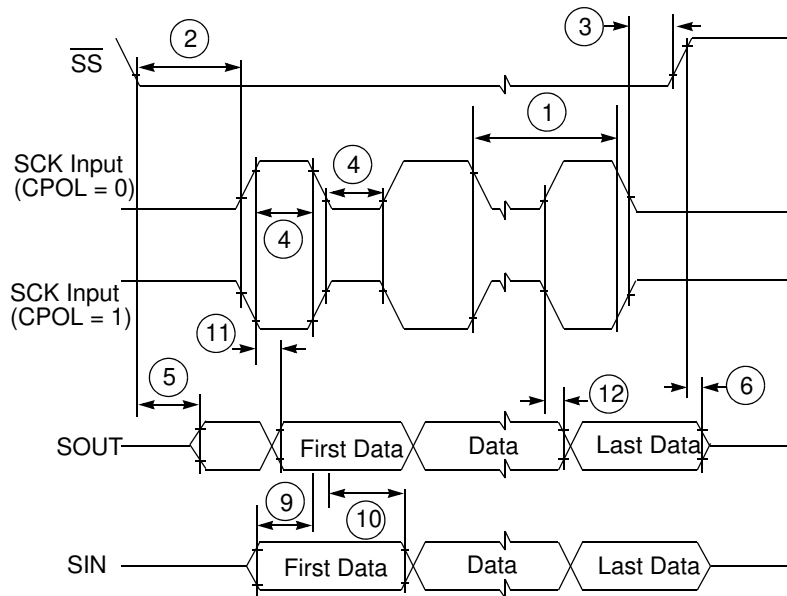 3
2
SS
1
SCK Input
(CPOL = 0)
4
4
SCK Input
(CPOL = 1)
11
5
12
6
SOUT
First Data
Data
Last Data
9
10
SIN
First Data
Data
Last Data